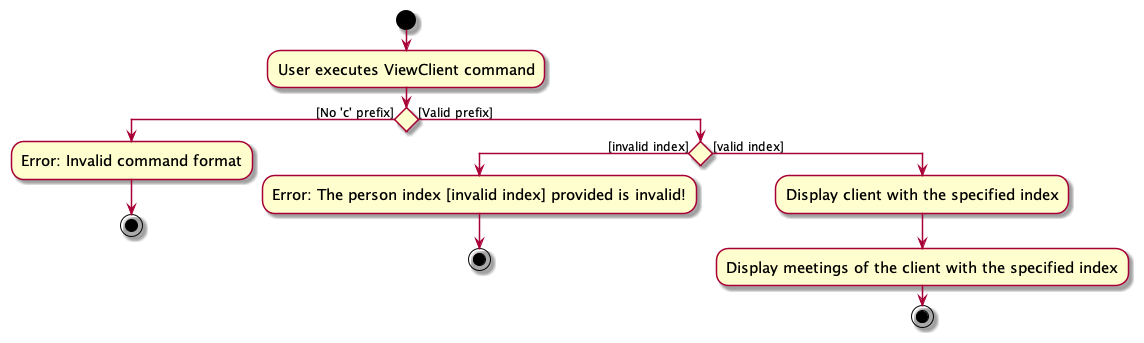 User executes ViewClient command
[No 'c' prefix]
[Valid prefix]
Error: Invalid command format
[invalid index]
[valid index]
Error: The person index [invalid index] provided is invalid!
Display client with the specified index
Display meetings of the client with the specified index